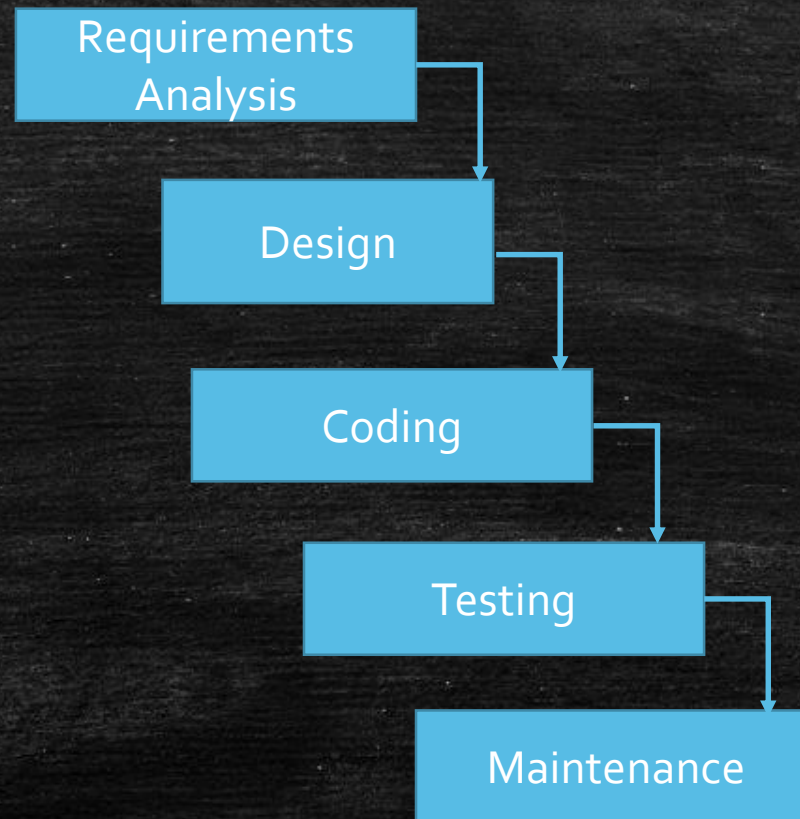 Requirements
Analysis
Design
Coding
Testing
Maintenance